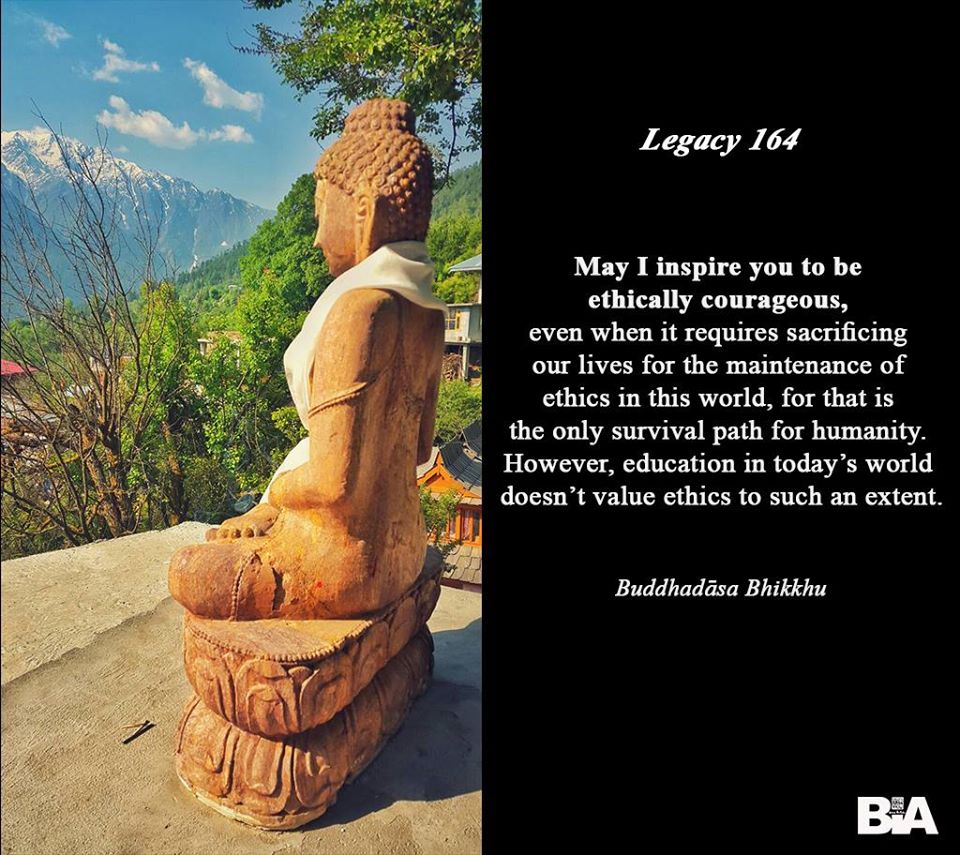 Legacy 164
May I inspire you to be
ethically courageous,
even when it requires sacrificing
our lives for the maintenance of
ethics in this world, for that is
the only survival path for humanity.
However, education in today’s world
doesn’t value ethics to such an extent.
Buddhadāsa Bhikkhu
BIA